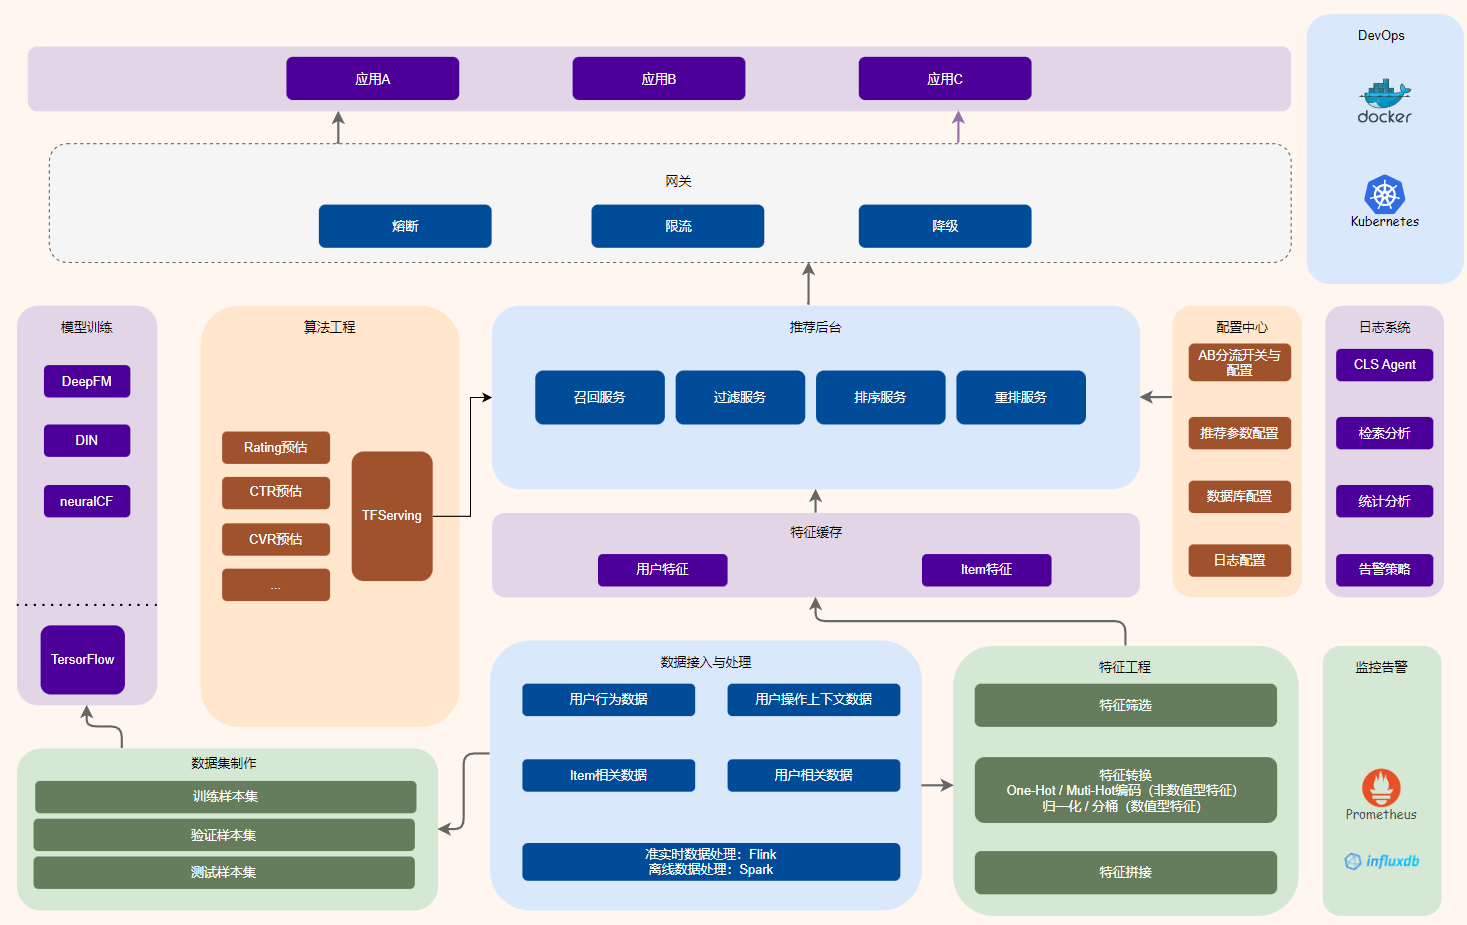 DevOps
docker
Kubernetes
应用A
应用B
应用C
网关
熔断
限流
降级
模型训练
DeepFM
DIN
neuralCF
TersorFlow
算法工程
Rating预估
CTR预估
CVR预估
...
TFServing
推荐后台
召回服务
过滤服务
排序服务
重排服务
特征缓存
用户特征
Item特征
配置中心
AB分流开关与
配置
推荐参数配置
数据库配置
日志配置
日志系统
CLS Agent
检索分析
统计分析
告警策略
数据集制作
训练样本集
验证样本集
测试样本集
数据接入与处理
用户行为数据
用户操作上下文数据
Item相关数据
用户相关数据
准实时数据处理：Flink
离线数据处理：Spark
特征工程
特征筛选
特征转换
One-Hot / Muti-Hot编码（非数值型特征）
归一化 / 分桶（数值型特征）
特征拼接
监控告警
Prometheus
influxdb